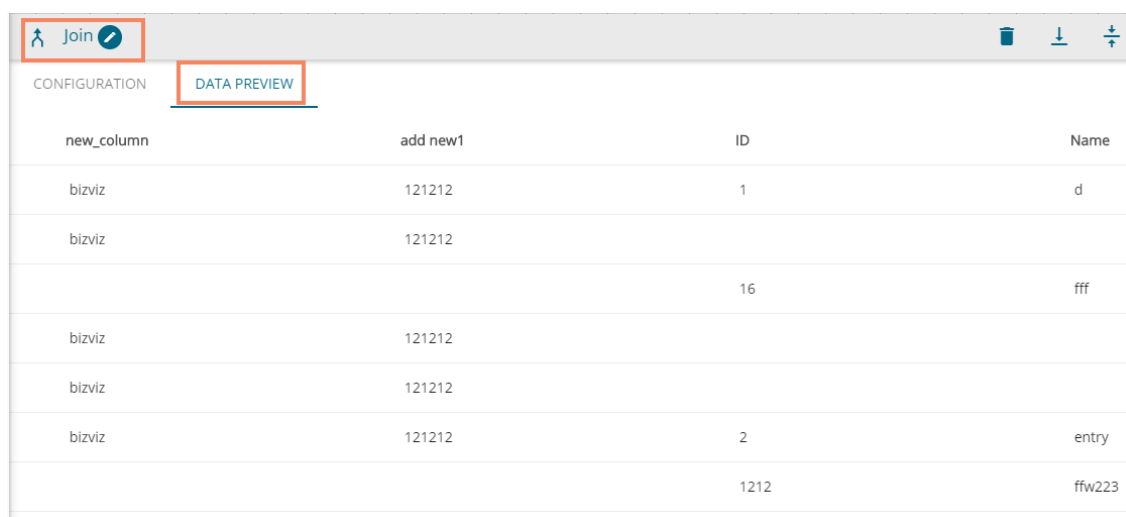 Join
CONFIGURATION DATA PREVIEW
new_column add new1 ID Name
bizviz 121212 1 d
bizviz 121212
16 fff
bizviz 121212
bizviz 121212
bizviz 121212 2 entry
1212 ffw223